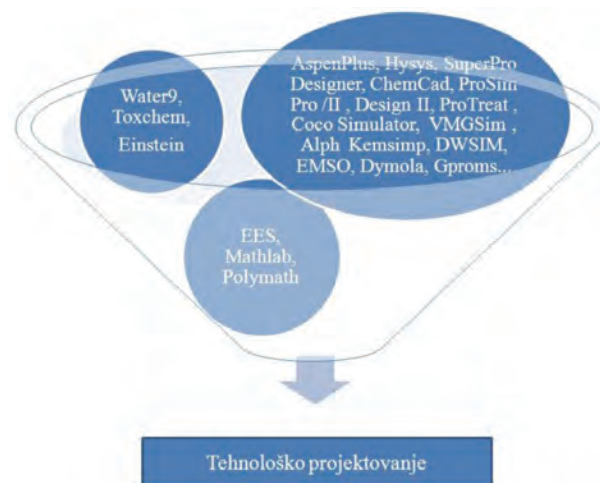 Water9,
Toxchem,
Einstein
AspenPlus, Hysys, SuperPro
Designer, ChemCad, ProSim
Pro /II , Design II, ProTreat ,
Coco Simulator, VMGSim ,
Alph Kemsimp, DWSIM,
EMSO, Dymola, Gproms...
EES,
Mathlab,
Polymath
Tehnološko projektovanje